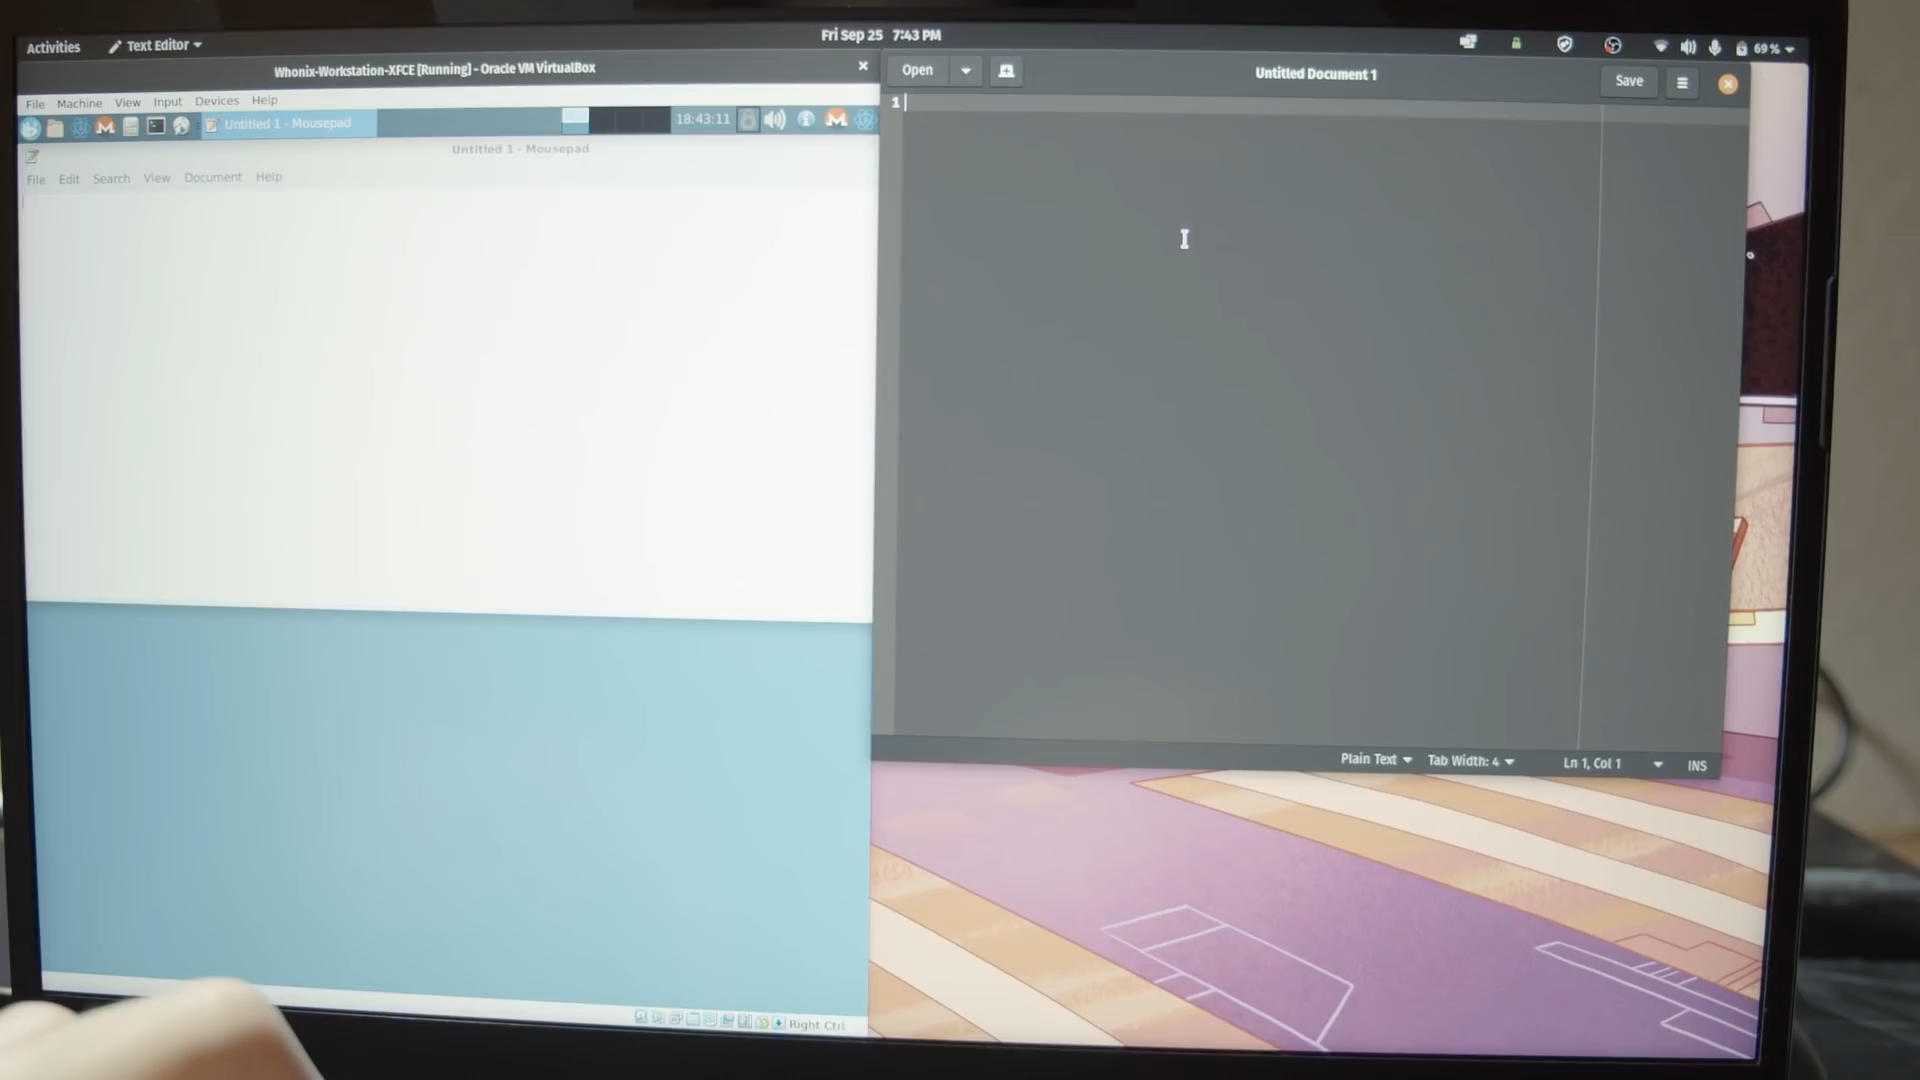 Activities Text Editor Fri Sep 25 7:43 PM 69 %
Whonix-Workstation-XFCE [Running] - Oracle VM VirtualBox
File Machine View Input Devices Help
Untitled 1 - Mousepad 18:43:11
Untitled 1 - Mousepad
File Edit Search View Document Help
Right Ctrl
Open Untitled Document 1 Save
1
Plain Text Tab Width: 4 Ln 1, Col 1 INS